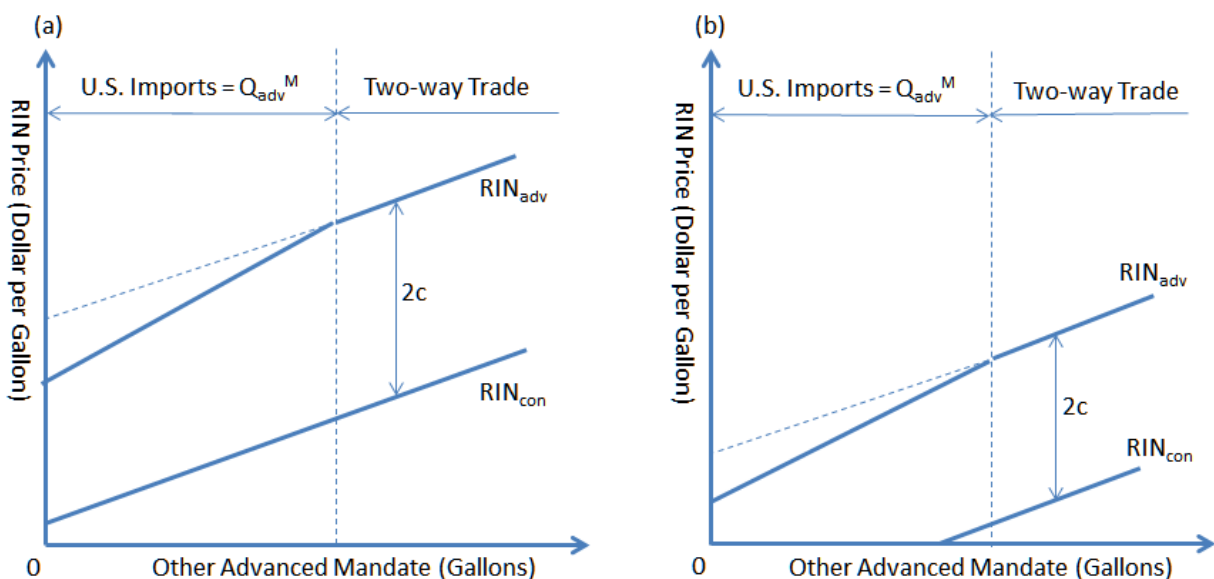 (a)
RIN Price (Dollar per Gallon)
U.S. Imports = Q_adv^M
Two-way Trade
RIN_adv
2c
RIN_con
0
Other Advanced Mandate (Gallons)
(b)
RIN Price (Dollar per Gallon)
U.S. Imports = Q_adv^M
Two-way Trade
RIN_adv
2c
RIN_con
0
Other Advanced Mandate (Gallons)